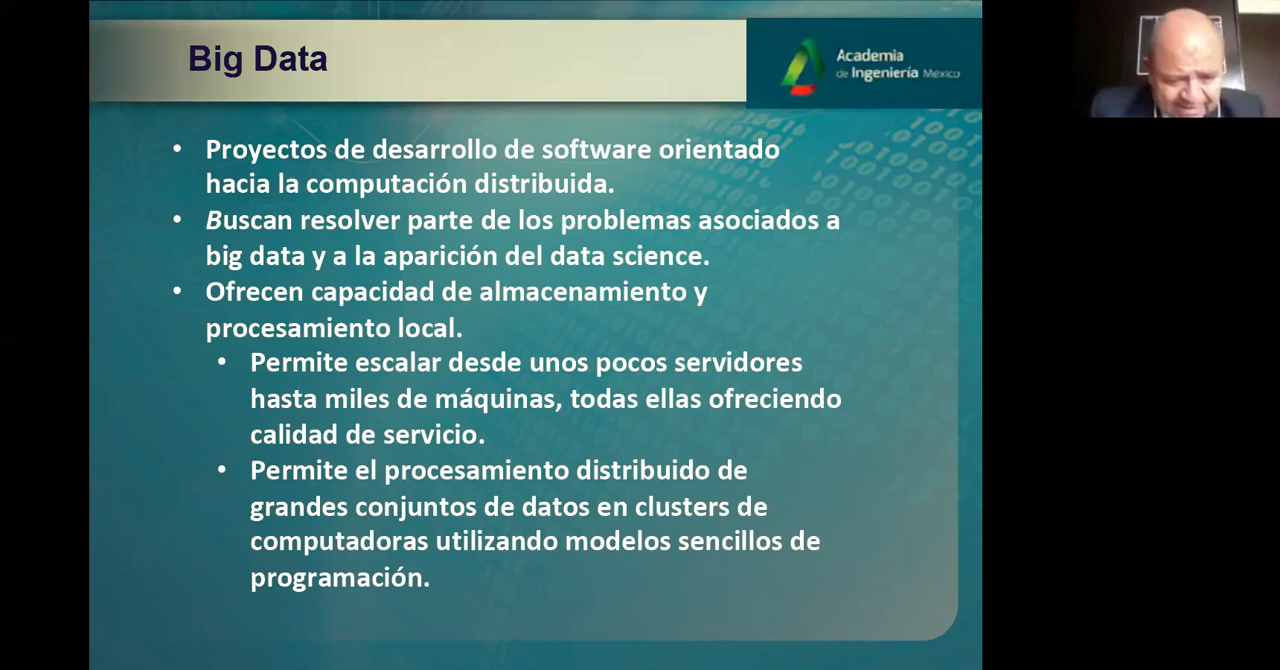 Big Data
Academia
de Ingeniería México
• Proyectos de desarrollo de software orientado
hacia la computación distribuida.
• Buscan resolver parte de los problemas asociados a
big data y a la aparición del data science.
• Ofrecen capacidad de almacenamiento y
procesamiento local.
• Permite escalar desde unos pocos servidores
hasta miles de máquinas, todas ellas ofreciendo
calidad de servicio.
• Permite el procesamiento distribuido de
grandes conjuntos de datos en clusters de
computadoras utilizando modelos sencillos de
programación.